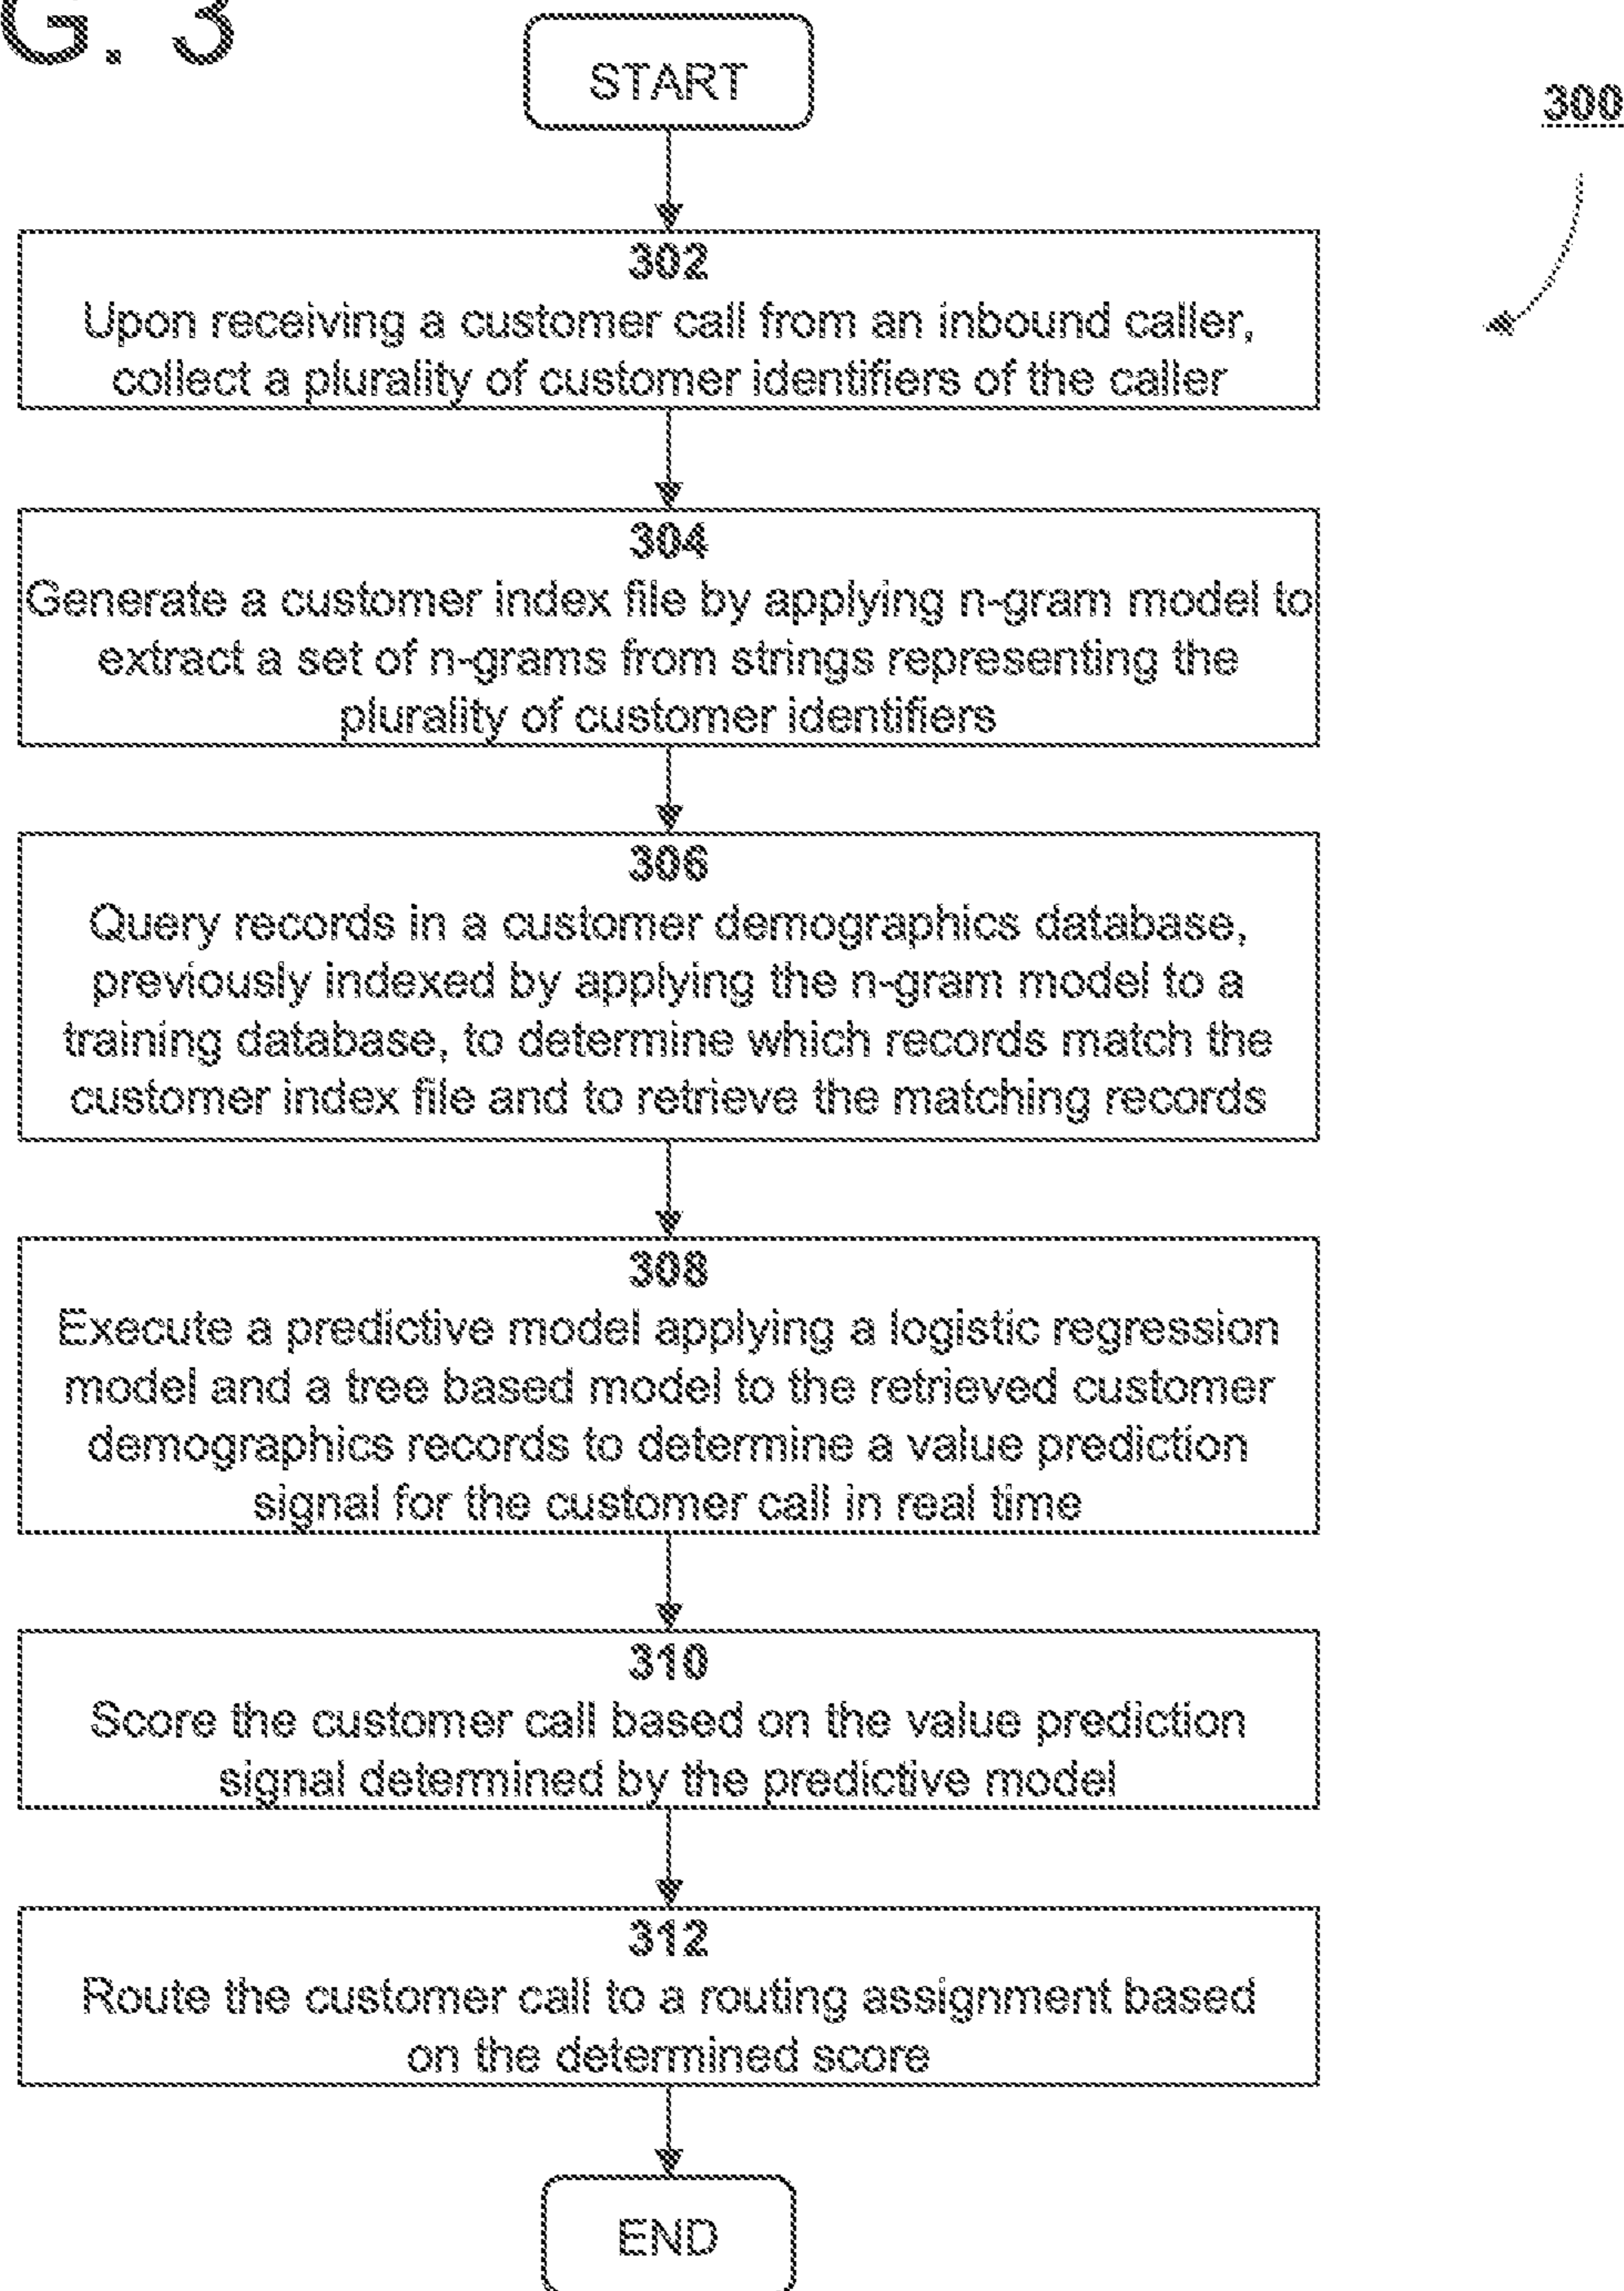 G. 3
START
300
302
Upon receiving a customer call from an inbound caller,
collect a plurality of customer identifiers of the caller
304
Generate a customer index file by applying n-gram model to
extract a set of n-grams from strings representing the
plurality of customer identifiers
306
Query records in a customer demographics database,
previously indexed by applying the n-gram model to a
training database, to determine which records match the
customer index file and to retrieve the matching records
308
Execute a predictive model applying a logistic regression
model and a tree based model to the retrieved customer
demographics records to determine a value prediction
signal for the customer call in real time
310
Score the customer call based on the value prediction
signal determined by the predictive model
312
Route the customer call to a routing assignment based
on the determined score
END